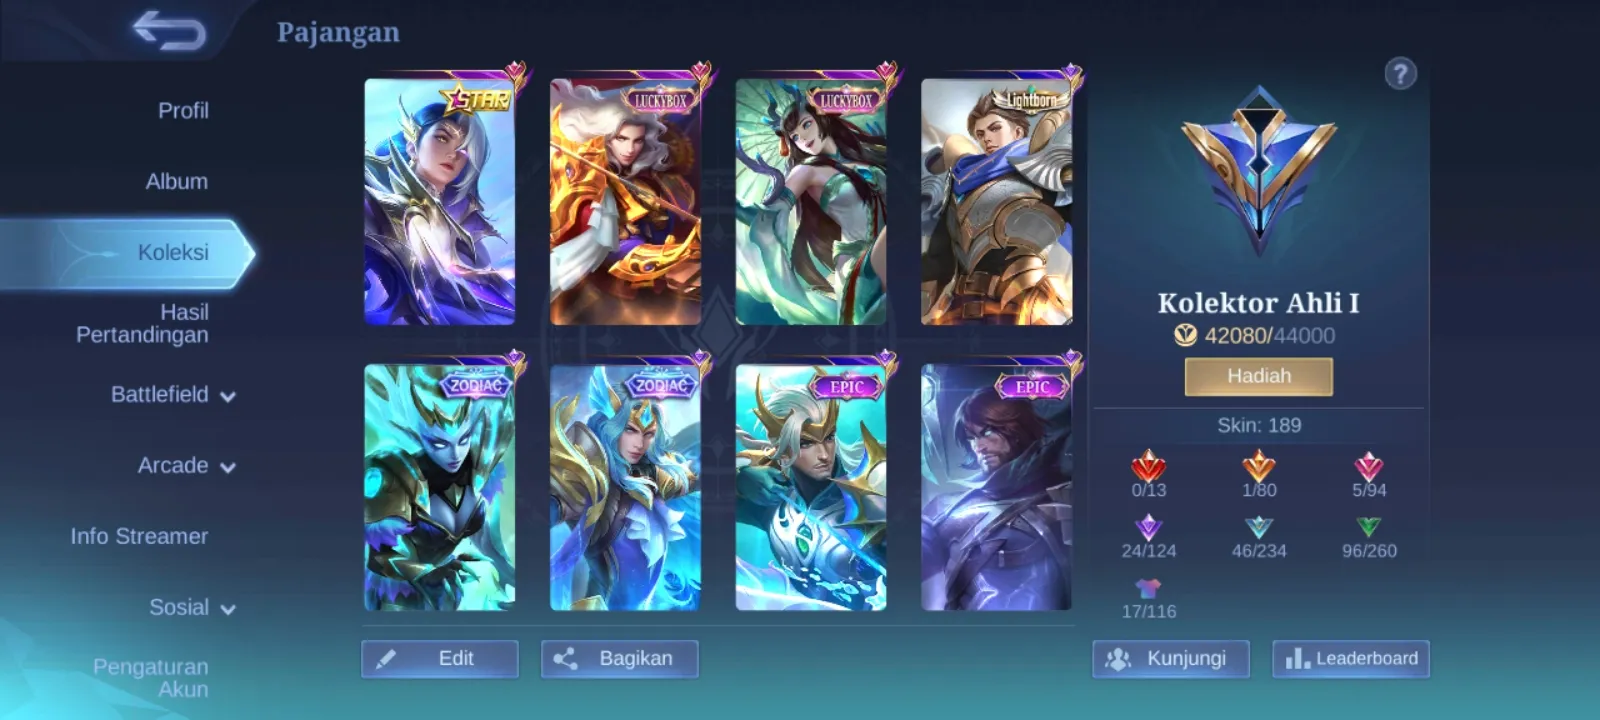 Pajangan
?
Profil
Album
Koleksi
Hasil
Pertandingan
Battlefield
Arcade
Info Streamer
Sosial
Pengaturan
Akun
STAR
LUCKYBOX
LUCKYBOX
Lightborn
ZODIAC
ZODIAC
EPIC
EPIC
Edit
Bagikan
Kolektor Ahli I
42080/44000
Hadiah
Skin: 189
0/13
1/80
5/94
24/124
46/234
96/260
17/116
Kunjungi
Leaderboard